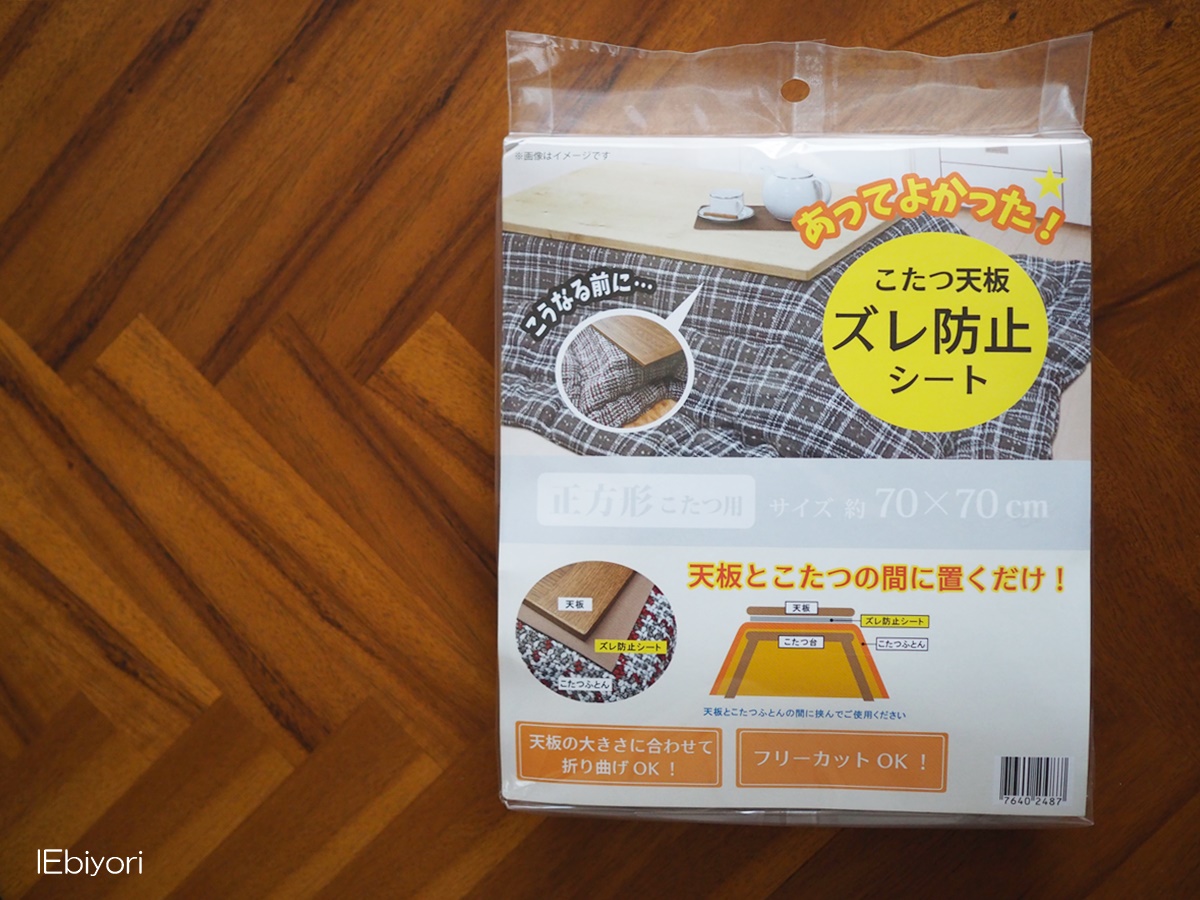 ※画像はイメージです
あってよかった！
こうなる前に…
こたつ天板
ズレ防止
シート
正方形こたつ用 サイズ 約 70×70cm
天板とこたつの間に置くだけ！
天板
ズレ防止シート
こたつふとん
天板
ズレ防止シート
こたつ台
こたつふとん
天板とこたつふとんの間に挟んでご使用ください
天板の大きさに合わせて
折り曲げOK！
フリーカットOK！
7640 2487
IEbiyori